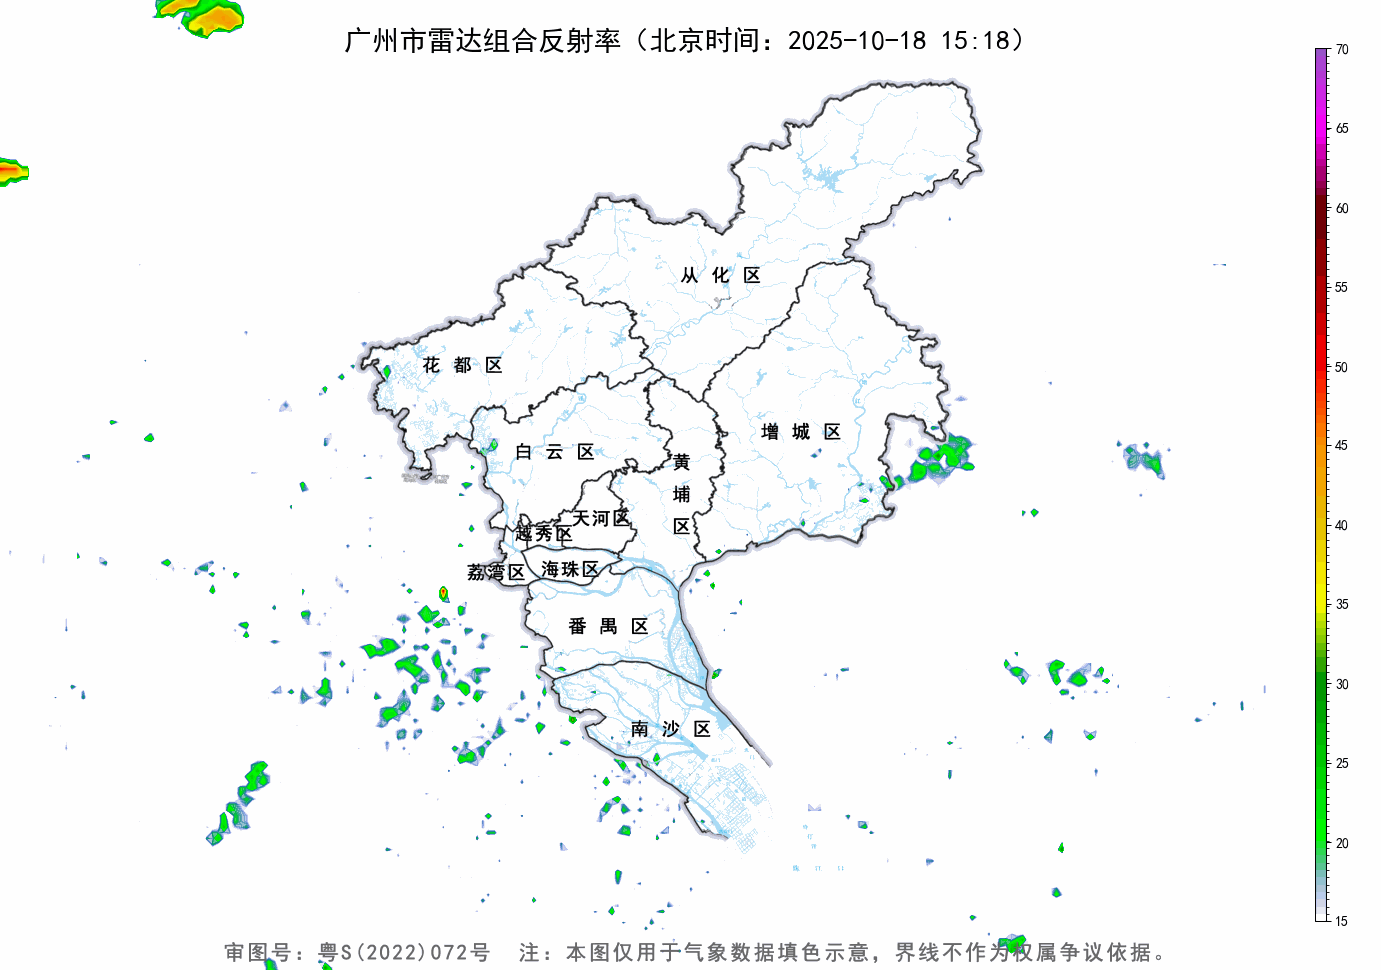 广州市雷达组合反射率（北京时间：2025-10-18 15:18）
70
65
60
55
50
45
40
35
30
25
20
15
从化区
花都区
增城区
白云区
黄埔区
天河区
越秀区
荔湾区
海珠区
番禺区
南沙区
审图号：粤S(2022)072号 注：本图仅用于气象数据填色示意，界线不作为权属争议依据。